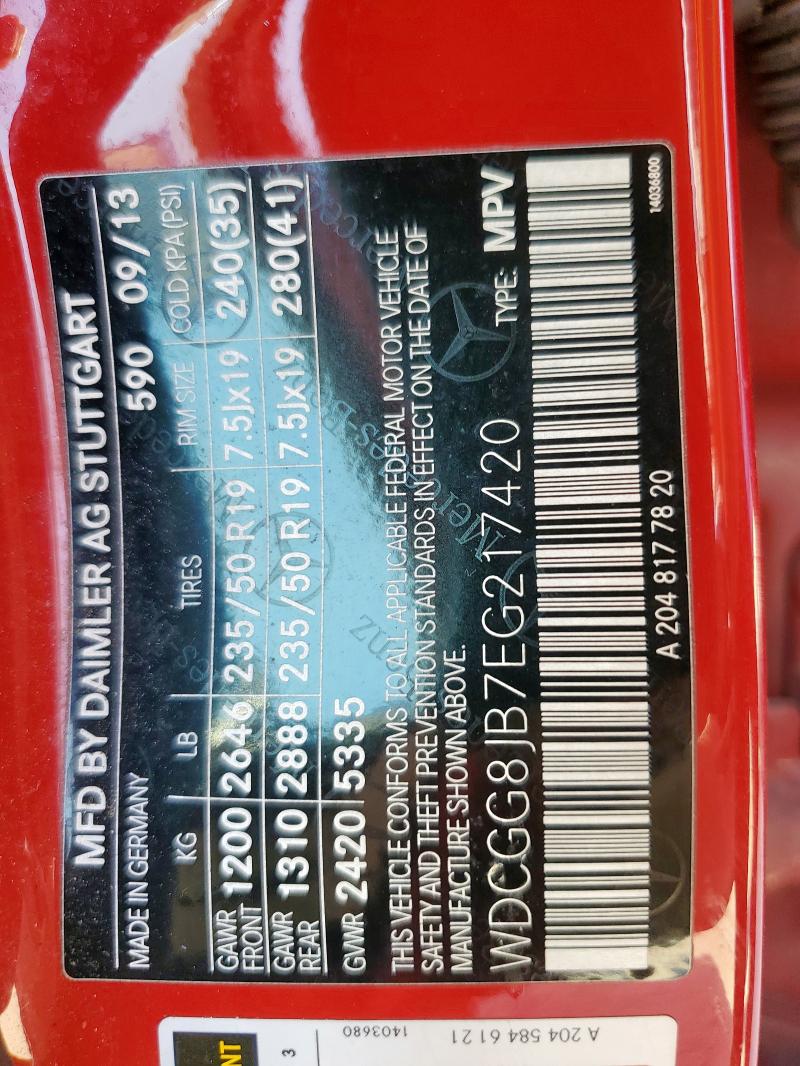 MFD BY DAIMLER AG STUTTGART
MADE IN GERMANY 590 09/13
KG LB TIRES RIM SIZE COLD KPA(PSI)
GAWR FRONT 1200 2646 235/50 R19 7.5Jx19 240(35)
GAWR REAR 1310 2888 235/50 R19 7.5Jx19 280(41)
GVWR 2420 5335
THIS VEHICLE CONFORMS TO ALL APPLICABLE FEDERAL MOTOR VEHICLE
SAFETY AND THEFT PREVENTION STANDARDS IN EFFECT ON THE DATE OF
MANUFACTURE SHOWN ABOVE.
WDCGG8JB7EG217420 TYPE: MPV
A 204 817 78 20
14036800
NT
3
1403680
A 204 584 61 21